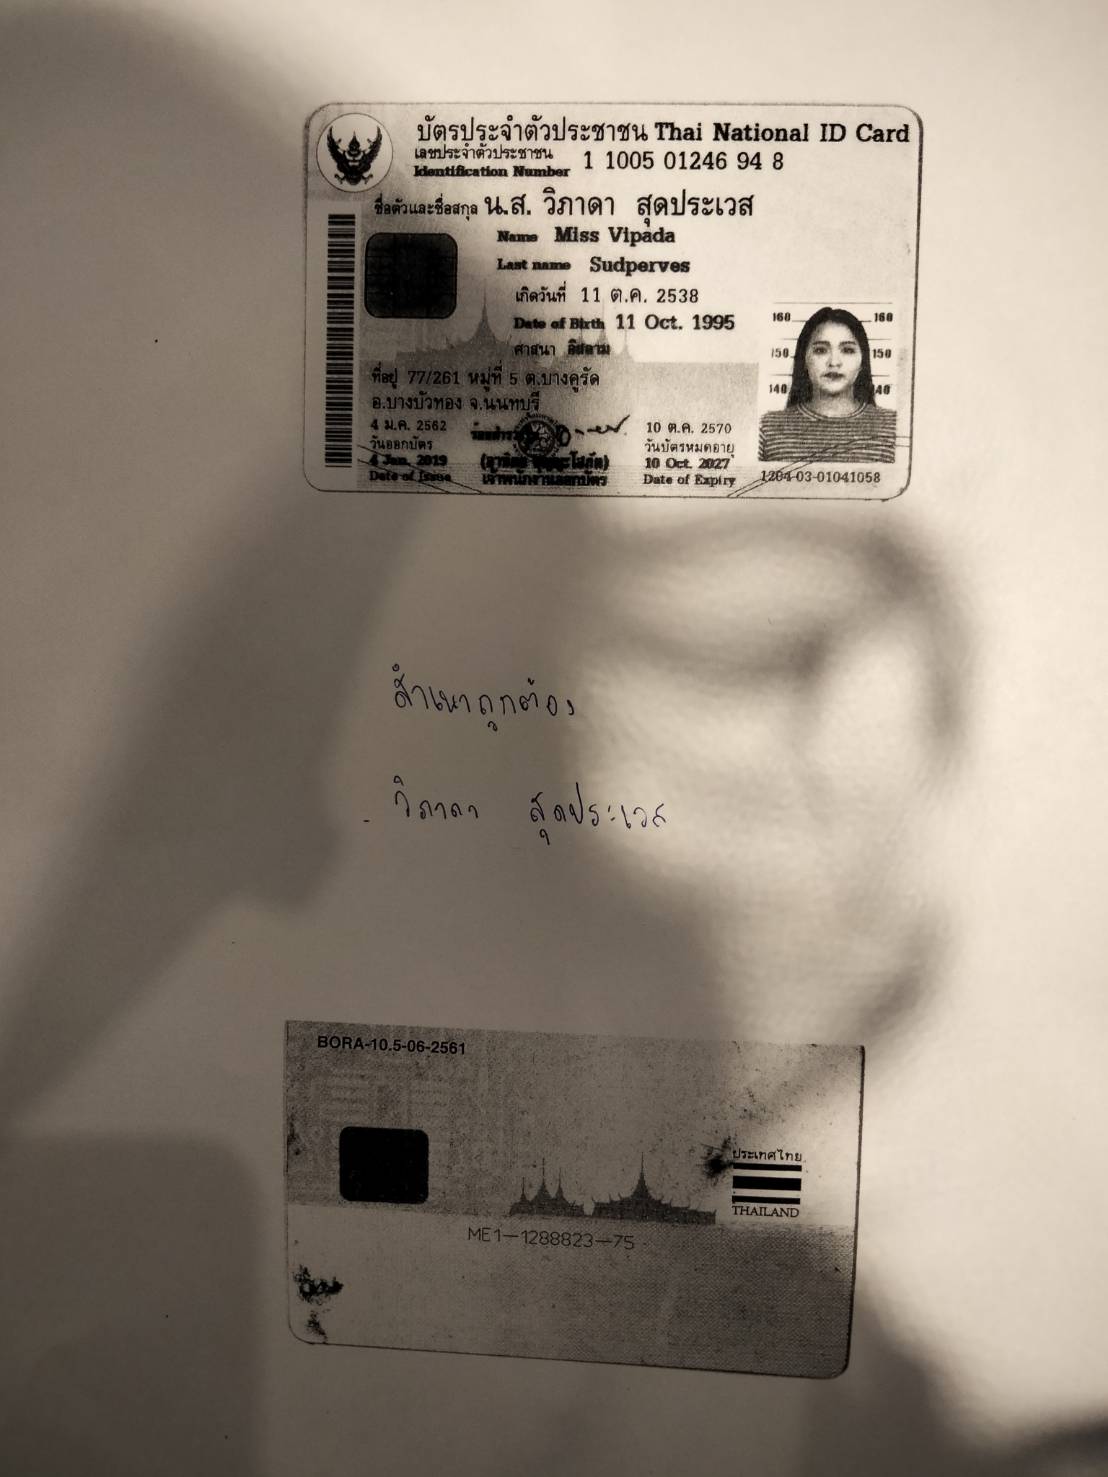 บัตรประจำตัวประชาชน Thai National ID Card
เลขประจำตัวประชาชน
Identification Number 1 1005 01246 94 8
ชื่อตัวและชื่อสกุล น.ส. วิภาดา สุดประเวส
Name Miss Vipada
Last name Sudperves
เกิดวันที่ 11 ต.ค. 2538
Date of Birth 11 Oct. 1995
ศาสนา อิสลาม
ที่อยู่ 77/261 หมู่ที่ 5 ต.บางคูรัด
อ.บางบัวทอง จ.นนทบุรี
4 ม.ค. 2562
วันออกบัตร
4 Jan. 2019
Date of Issue
เจ้าพนักงานออกบัตร
10 ต.ค. 2570
วันบัตรหมดอายุ
10 Oct. 2027
Date of Expiry
160 160
150 150
140 140
1204-03-01041058
สำเนาถูกต้อง
วิภาดา สุดประเวส
BORA-10.5-06-2561
ประเทศไทย
THAILAND
ME1-1288823-75